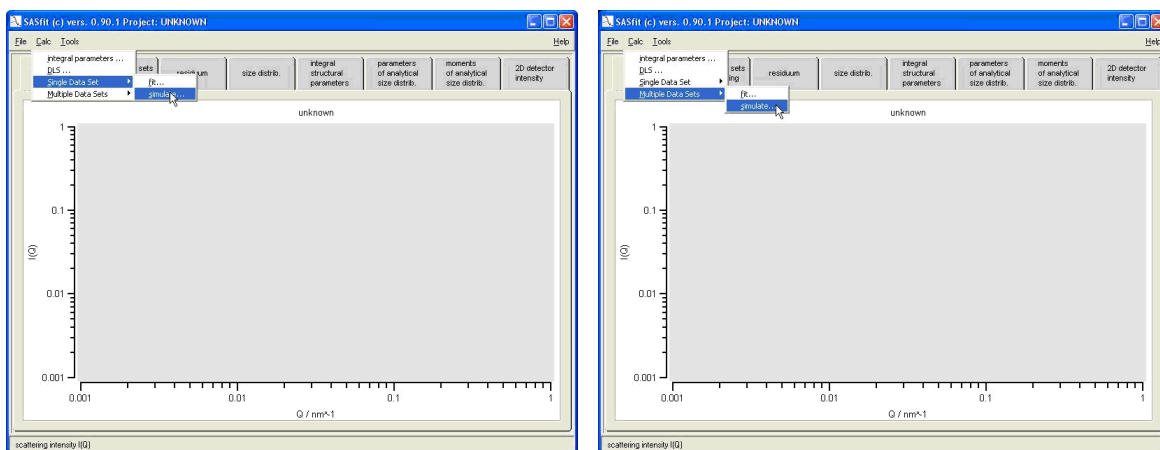 SASfit (c) vers. 0.90.1 Project: UNKNOWN
File Calc Tools Help
integral parameters ...
DLS ...
Single Data Set
Multiple Data Sets
fit...
simulate...
sets
residuum
size distrib.
integral
structural
parameters
parameters
of analytical
size distrib.
moments
of analytical
size distrib.
2D detector
intensity
unknown
1
0.1
0.01
0.001
I(Q)
0.001 0.01 0.1 1
Q / nm^-1
scattering intensity I(Q)
SASfit (c) vers. 0.90.1 Project: UNKNOWN
File Calc Tools Help
integral parameters ...
DLS ...
Single Data Set
Multiple Data Sets
fit...
simulate...
sets
ing
residuum
size distrib.
integral
structural
parameters
parameters
of analytical
size distrib.
moments
of analytical
size distrib.
2D detector
intensity
unknown
1
0.1
0.01
0.001
I(Q)
0.001 0.01 0.1 1
Q / nm^-1
scattering intensity I(Q)